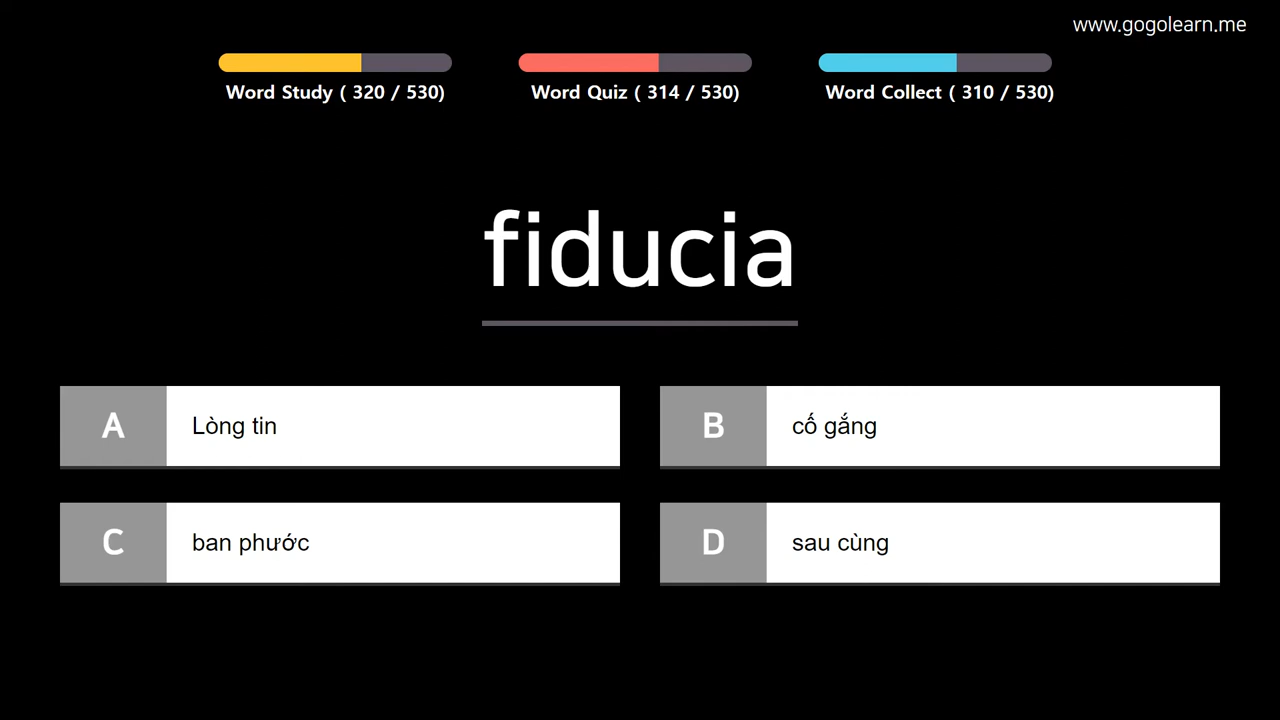 www.gogolearn.me
Word Study ( 320 / 530)
Word Quiz ( 314 / 530)
Word Collect ( 310 / 530)
fiducia
A
Lòng tin
B
cố gắng
C
ban phước
D
sau cùng